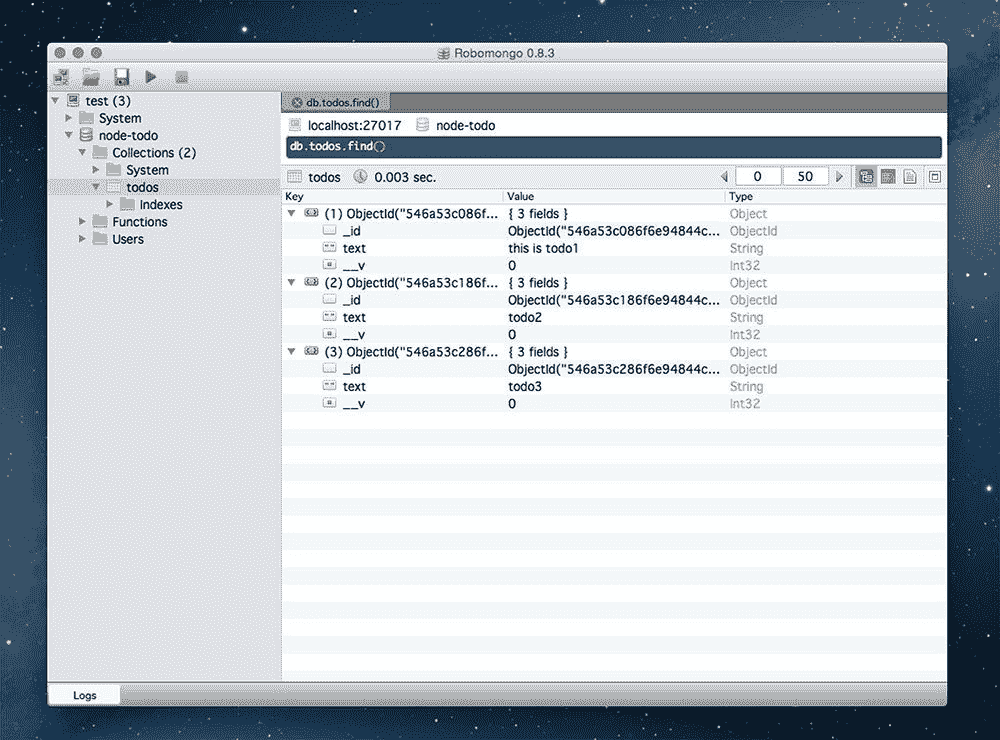 Robomongo 0.8.3
test (3)
System
node-todo
Collections (2)
System
todos
Indexes
Functions
Users
db.todos.find()
localhost:27017 node-todo
db.todos.find()
todos 0.003 sec. 0 50
Key Value Type
(1) ObjectId("546a53c086f... { 3 fields } Object
_id ObjectId("546a53c086f6e94844c... ObjectId
text this is todo1 String
__v 0 Int32
(2) ObjectId("546a53c186f... { 3 fields } Object
_id ObjectId("546a53c186f6e94844c... ObjectId
text todo2 String
__v 0 Int32
(3) ObjectId("546a53c286f... { 3 fields } Object
_id ObjectId("546a53c286f6e94844c... ObjectId
text todo3 String
__v 0 Int32
Logs